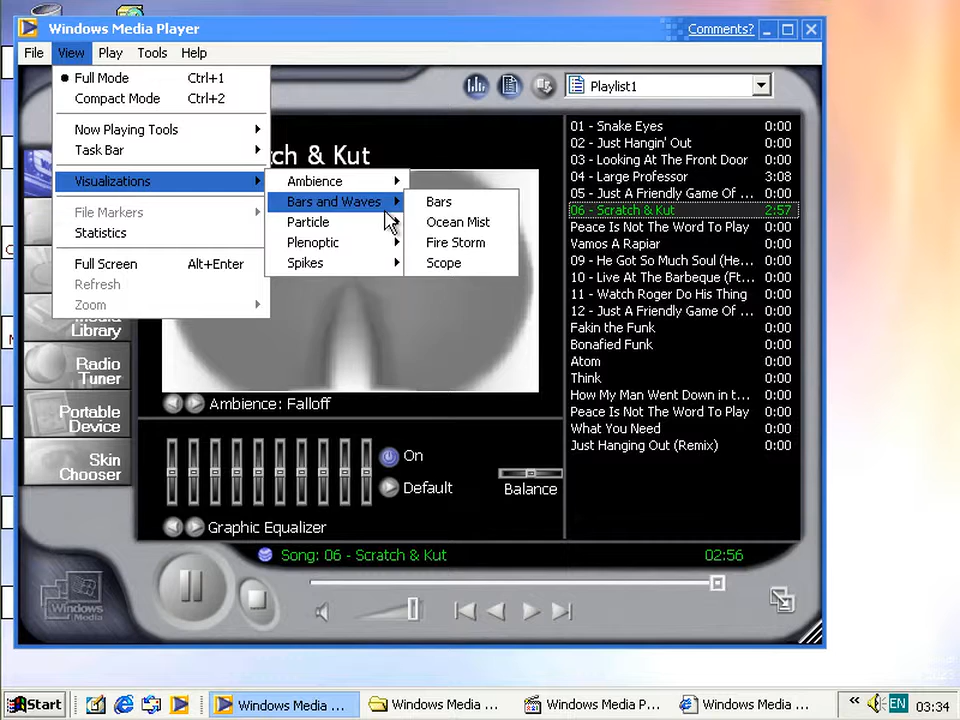 Windows Media Player
Comments?
File View Play Tools Help
Full Mode Ctrl+1
Compact Mode Ctrl+2
Now Playing Tools
Task Bar
Visualizations
File Markers
Statistics
Full Screen Alt+Enter
Refresh
Zoom
Ambience
Bars and Waves
Particle
Plenoptic
Spikes
Bars
Ocean Mist
Fire Storm
Scope
Playlist1
& Kut
01 - Snake Eyes 0:00
02 - Just Hangin' Out 0:00
03 - Looking At The Front Door 0:00
04 - Large Professor 3:08
05 - Just A Friendly Game Of ... 0:00
06 - Scratch & Kut 2:57
Peace Is Not The Word To Play 0:00
Vamos A Rapiar 0:00
09 - He Got So Much Soul (He... 0:00
10 - Live At The Barbeque (Ft... 0:00
11 - Watch Roger Do His Thing 0:00
12 - Just A Friendly Game Of ... 0:00
Fakin the Funk 0:00
Bonafied Funk 0:00
Atom 0:00
Think 0:00
How My Man Went Down in t... 0:00
Peace Is Not The Word To Play 0:00
What You Need 0:00
Just Hanging Out (Remix) 0:00
Library
Radio
Tuner
Portable
Device
Skin
Chooser
Ambience: Falloff
On
Default
Balance
Graphic Equalizer
Song: 06 - Scratch & Kut 02:56
Windows
Media
Start
Windows Media ...
Windows Media ...
Windows Media P...
Windows Media ...
EN
03:34